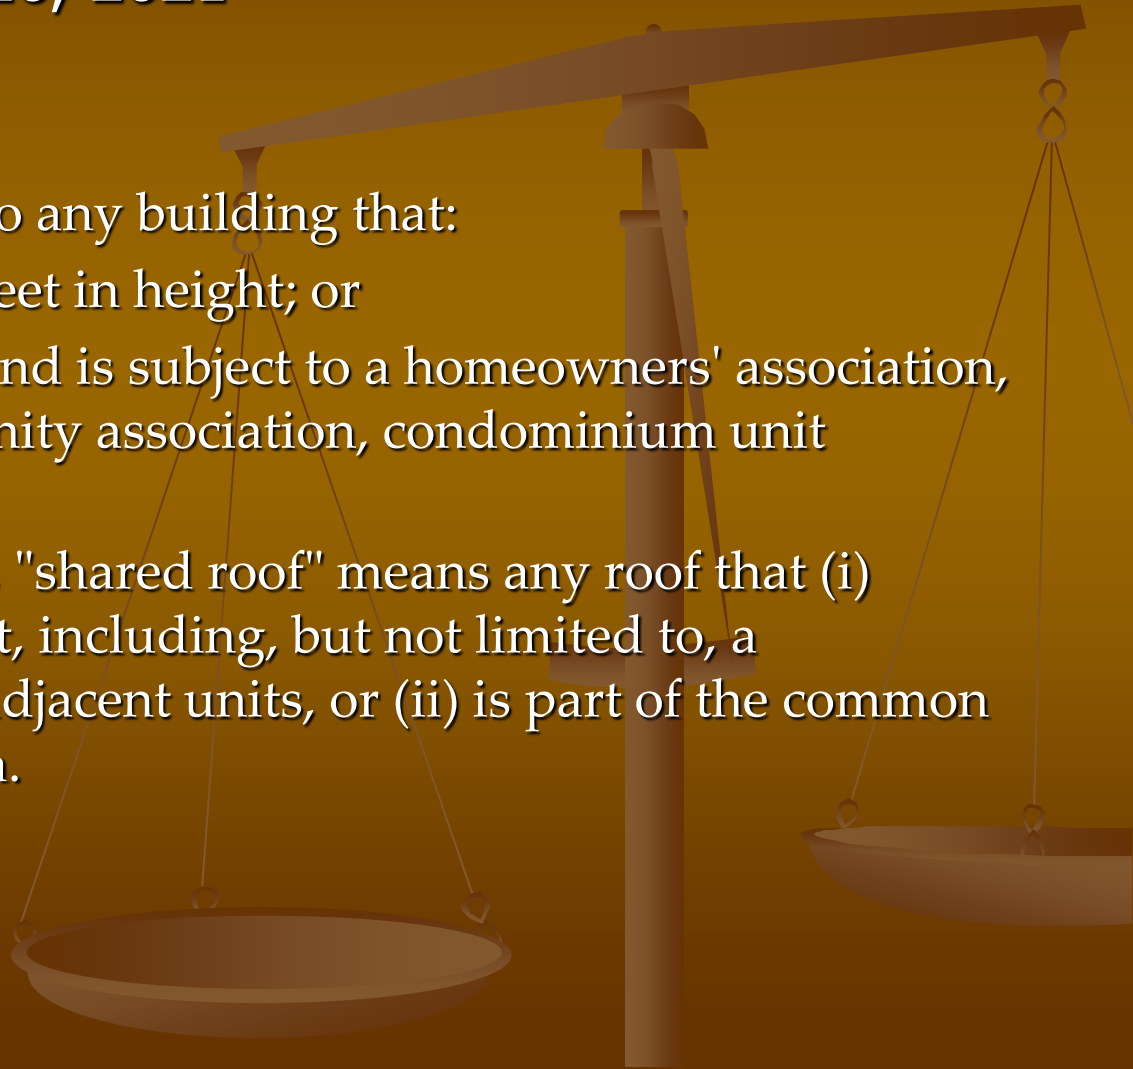 o any building that:
eet in height; or
nd is subject to a homeowners' association,
nity association, condominium unit
"shared roof" means any roof that (i)
t, including, but not limited to, a
djacent units, or (ii) is part of the common
n.